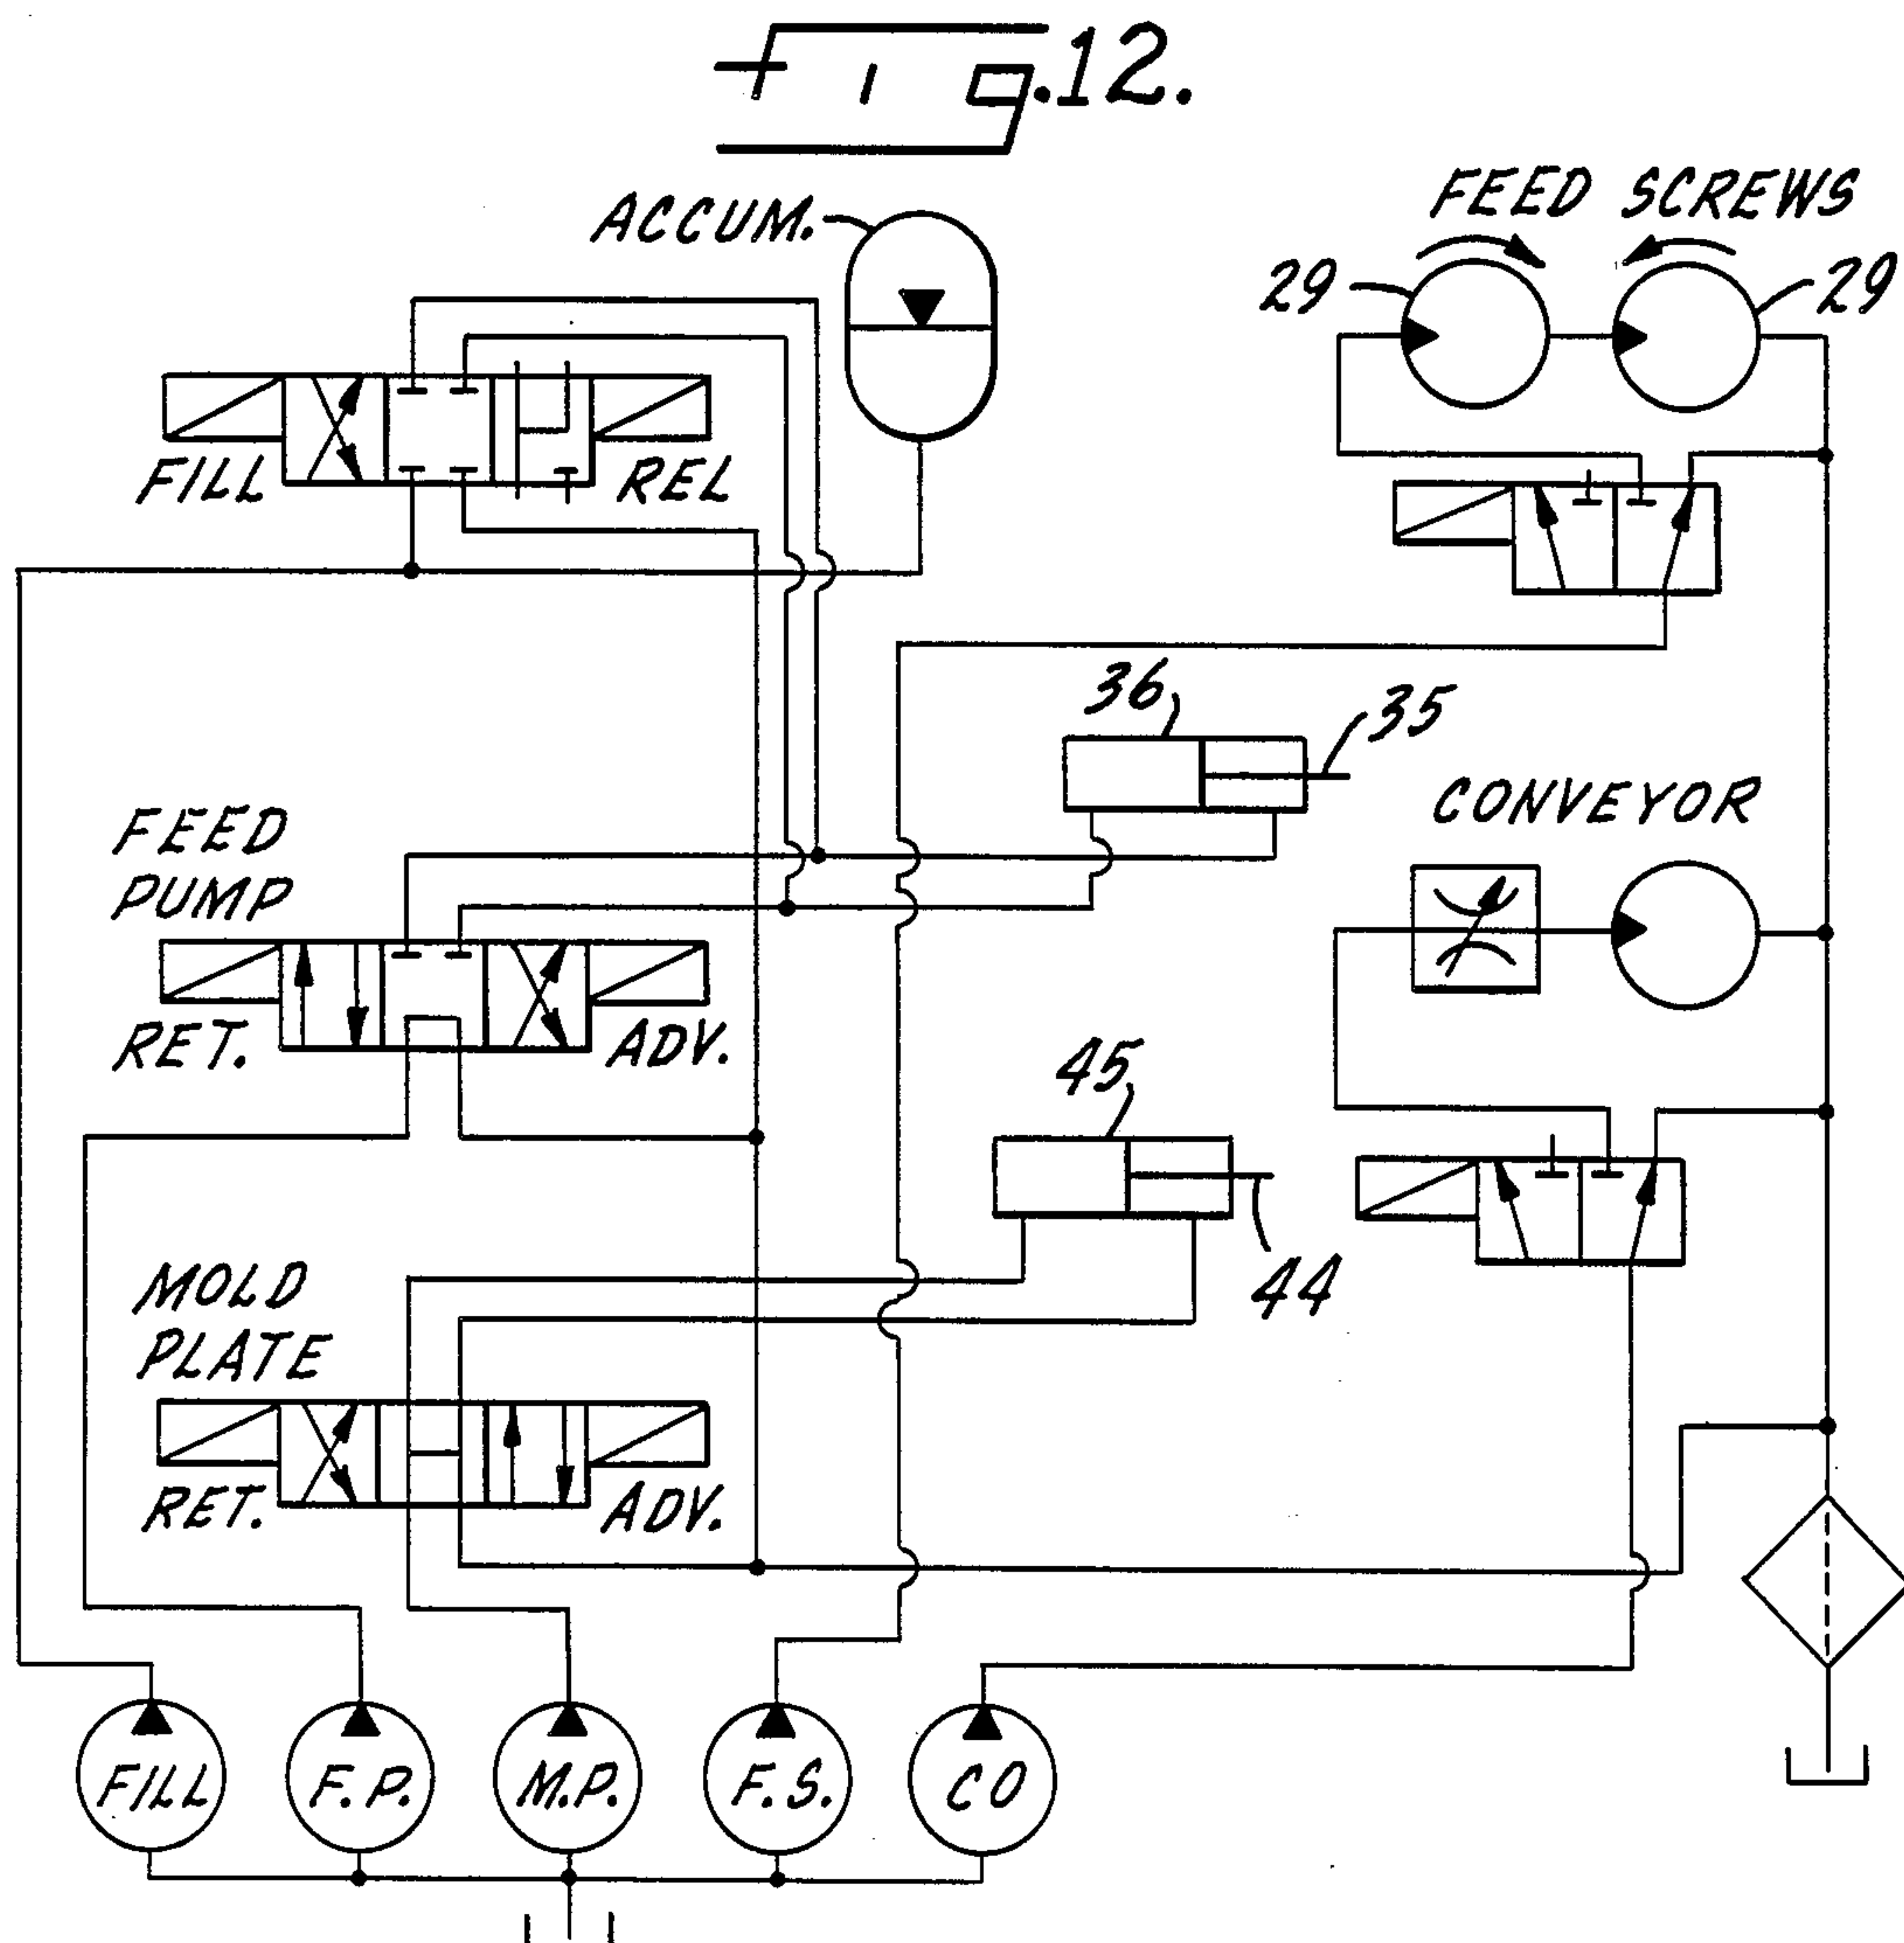 Fig.12.
ACCUM.
FEED SCREWS
29
29
FILL
REL
36
35
FEED
PUMP
CONVEYOR
RET.
ADV.
45
44
MOLD
PLATE
RET.
ADV.
FILL
F.P.
M.P.
F.S.
CO